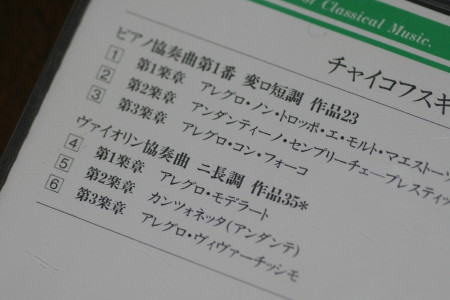 of Classical Music.
チャイコフスキ
ピアノ協奏曲第1番 変ロ短調 作品23
1 第1楽章 アレグロ・ノン・トロッポ・エ・モルト・マエストーソ
2 第2楽章 アンダンティーノ・センプリーチェープレスティッ
3 第3楽章 アレグロ・コン・フォーコ
ヴァイオリン協奏曲 ニ長調 作品35*
4 第1楽章 アレグロ・モデラート
5 第2楽章 カンツォネッタ(アンダンテ)
6 第3楽章 アレグロ・ヴィヴァーチッシモ